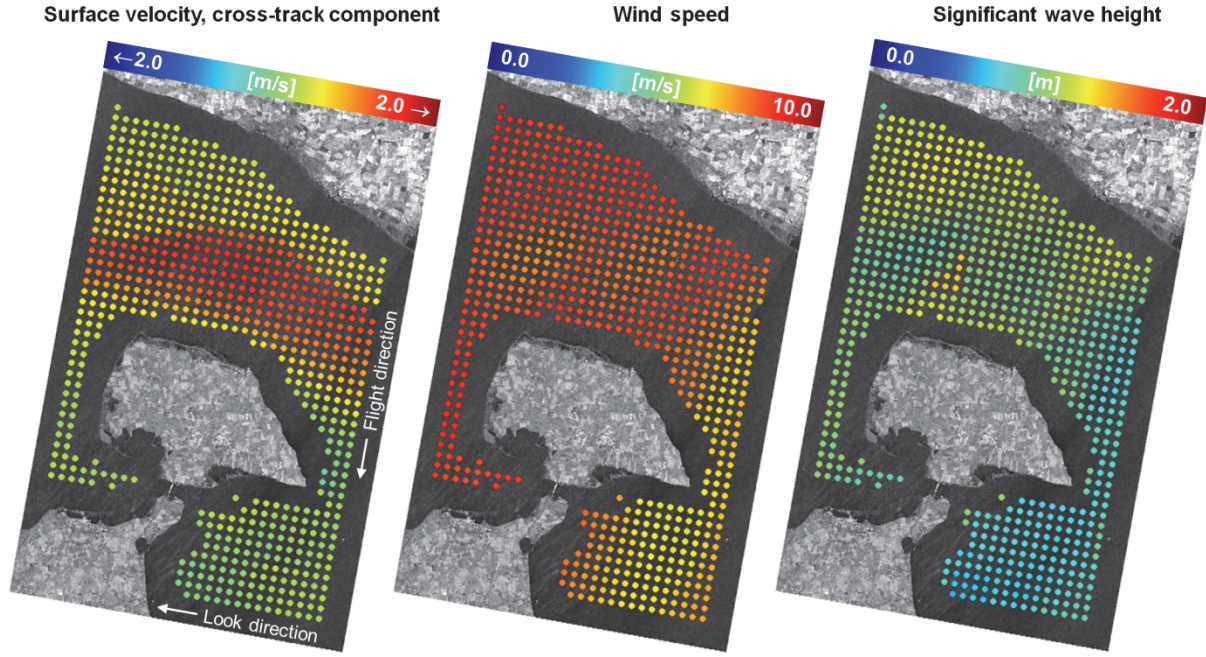 Surface velocity, cross-track component
Wind speed
Significant wave height
←2.0
[m/s]
2.0 →
0.0
[m/s]
10.0
0.0
[m]
2.0
Flight direction
Look direction